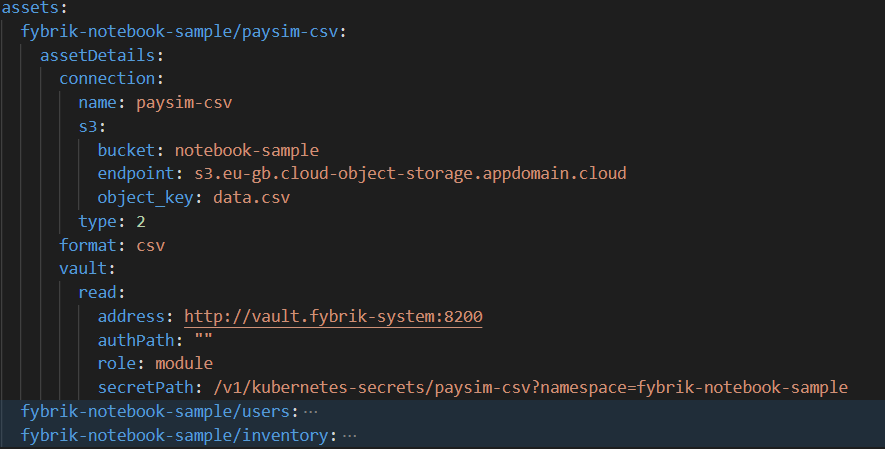 assets:
fybrik-notebook-sample/paysim-csv:
assetDetails:
connection:
name: paysim-csv
s3:
bucket: notebook-sample
endpoint: s3.eu-gb.cloud-object-storage.appdomain.cloud
object_key: data.csv
type: 2
format: csv
vault:
read:
address: http://vault.fybrik-system:8200
authPath: ""
role: module
secretPath: /v1/kubernetes-secrets/paysim-csv?namespace=fybrik-notebook-sample
fybrik-notebook-sample/users:···
fybrik-notebook-sample/inventory:···